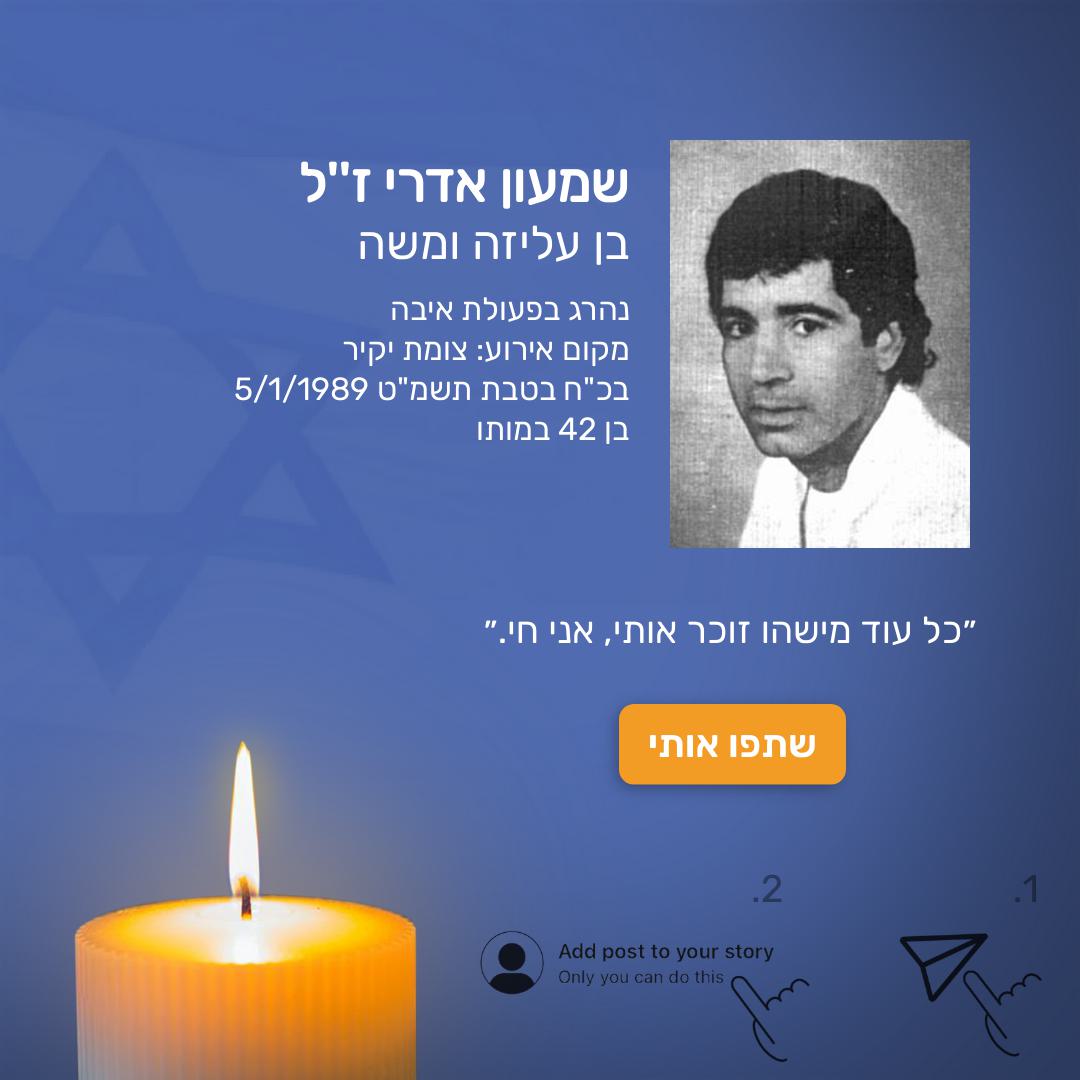 שמעון אדרי ז"ל
בן עליזה ומשה
נהרג בפעולת איבה
מקום אירוע: צומת יקיר
בכ"ח בטבת תשמ"ט 5/1/1989
בן 42 במותו
״כל עוד מישהו זוכר אותי, אני חי.״
שתפו אותי
1.
2.
Add post to your story
Only you can do this